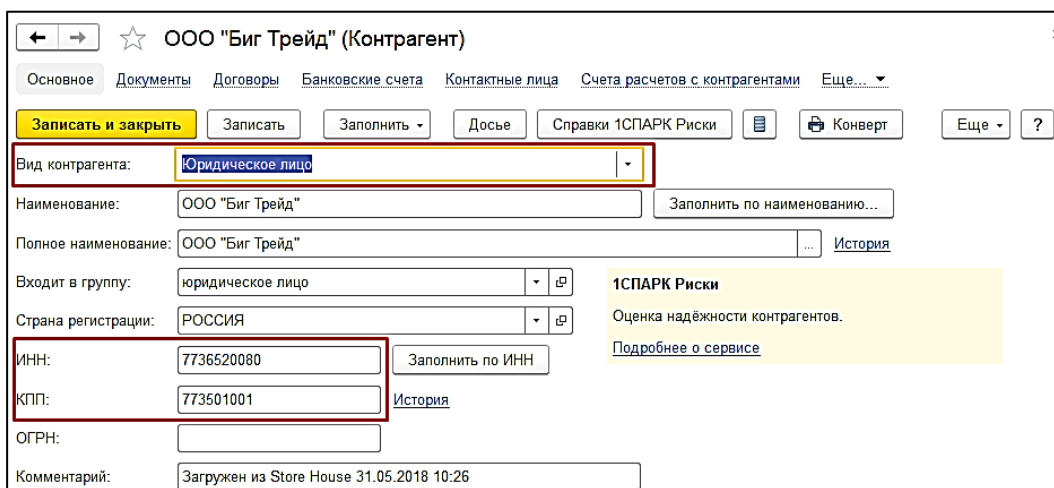 ООО "Биг Трейд" (Контрагент)
Основное Документы Договоры Банковские счета Контактные лица Счета расчетов с контрагентами Еще...
Записать и закрыть Записать Заполнить Досье Справки 1СПАРК Риски Конверт Еще ?
Вид контрагента: Юридическое лицо
Наименование: ООО "Биг Трейд" Заполнить по наименованию...
Полное наименование: ООО "Биг Трейд" ... История
Входит в группу: юридическое лицо 1СПАРК Риски
Страна регистрации: РОССИЯ Оценка надёжности контрагентов.
Подробнее о сервисе
ИНН: 7736520080 Заполнить по ИНН
КПП: 773501001 История
ОГРН:
Комментарий: Загружен из Store House 31.05.2018 10:26